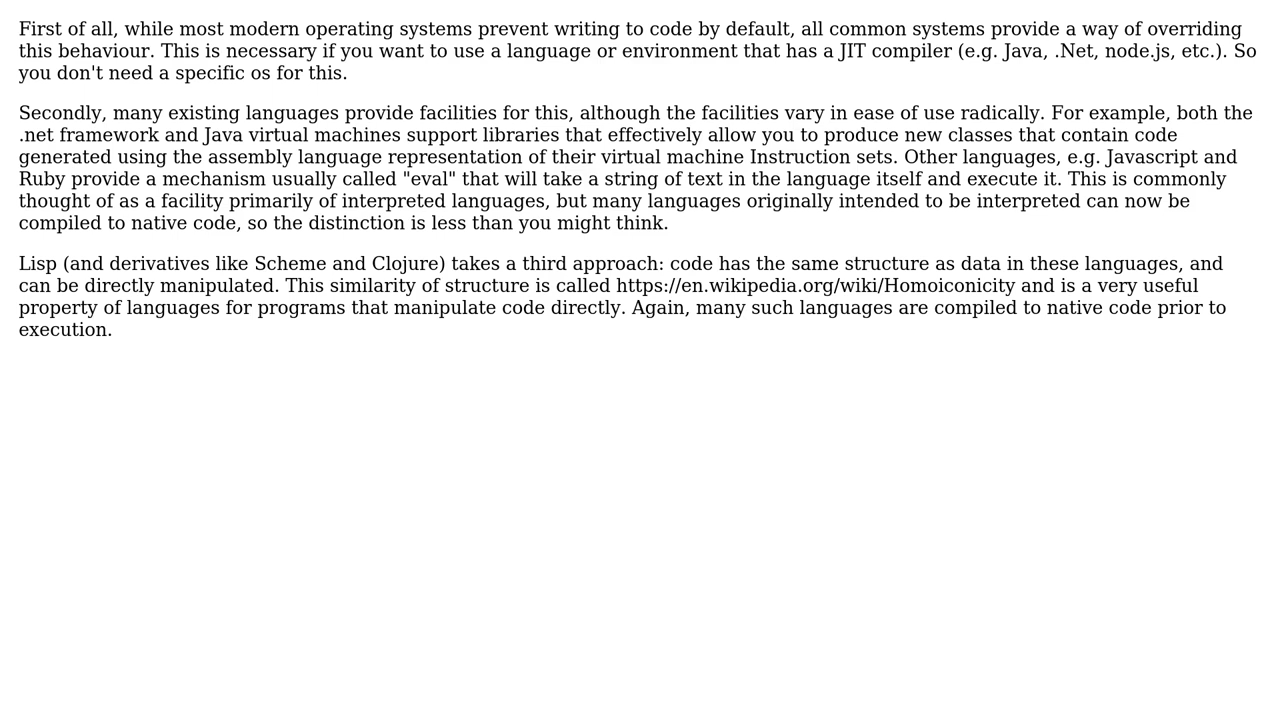 First of all, while most modern operating systems prevent writing to code by default, all common systems provide a way of overriding
this behaviour. This is necessary if you want to use a language or environment that has a JIT compiler (e.g. Java, .Net, node.js, etc.). So
you don't need a specific os for this.
Secondly, many existing languages provide facilities for this, although the facilities vary in ease of use radically. For example, both the
.net framework and Java virtual machines support libraries that effectively allow you to produce new classes that contain code
generated using the assembly language representation of their virtual machine Instruction sets. Other languages, e.g. Javascript and
Ruby provide a mechanism usually called "eval" that will take a string of text in the language itself and execute it. This is commonly
thought of as a facility primarily of interpreted languages, but many languages originally intended to be interpreted can now be
compiled to native code, so the distinction is less than you might think.
Lisp (and derivatives like Scheme and Clojure) takes a third approach: code has the same structure as data in these languages, and
can be directly manipulated. This similarity of structure is called https://en.wikipedia.org/wiki/Homoiconicity and is a very useful
property of languages for programs that manipulate code directly. Again, many such languages are compiled to native code prior to
execution.